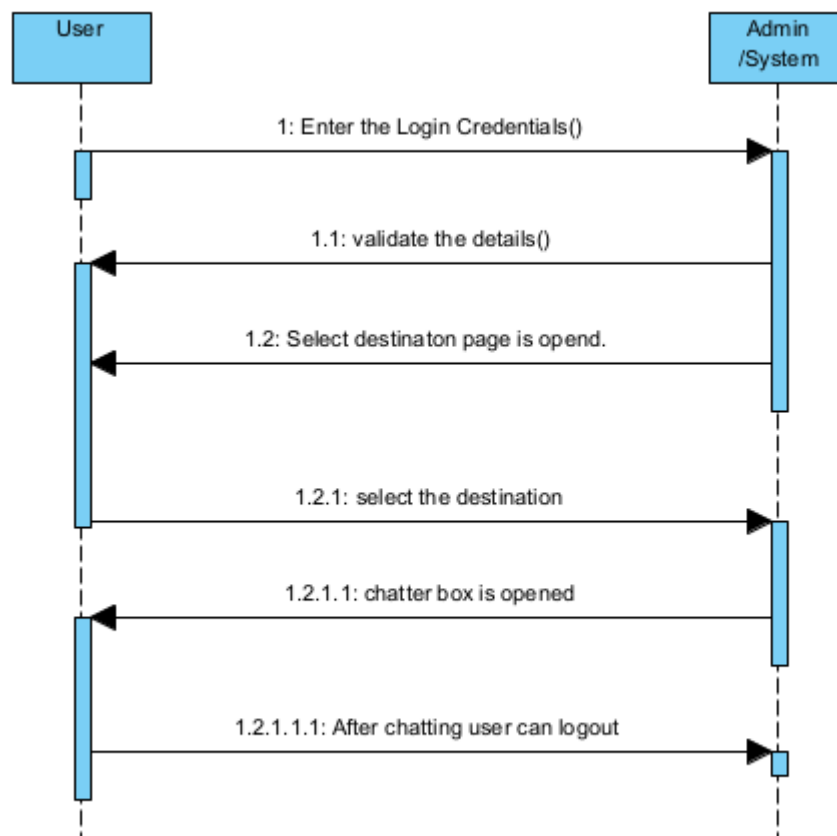 User
Admin
/System
1: Enter the Login Credentials()
1.1: validate the details()
1.2: Select destinaton page is opend.
1.2.1: select the destination
1.2.1.1: chatter box is opened
1.2.1.1.1: After chatting user can logout